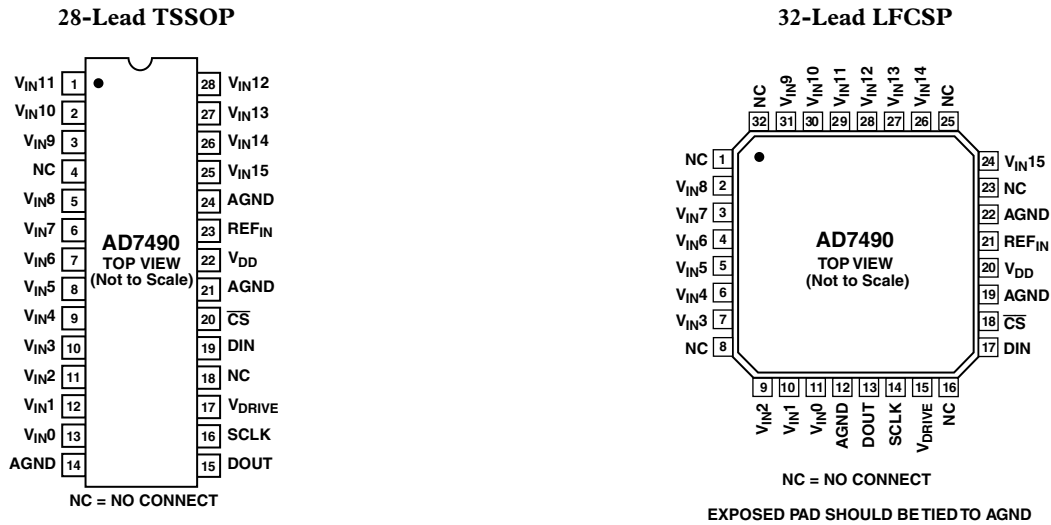 28-Lead TSSOP
VIN11 1
VIN10 2
VIN9 3
NC 4
VIN8 5
VIN7 6
VIN6 7
VIN5 8
VIN4 9
VIN3 10
VIN2 11
VIN1 12
VIN0 13
AGND 14
AD7490
TOP VIEW
(Not to Scale)
28 VIN12
27 VIN13
26 VIN14
25 VIN15
24 AGND
23 REFIN
22 VDD
21 AGND
20 C̅S̅
19 DIN
18 NC
17 VDRIVE
16 SCLK
15 DOUT
NC = NO CONNECT
32-Lead LFCSP
NC 32
VIN9 31
VIN10 30
VIN11 29
VIN12 28
VIN13 27
VIN14 26
NC 25
NC 1
VIN8 2
VIN7 3
VIN6 4
VIN5 5
VIN4 6
VIN3 7
NC 8
AD7490
TOP VIEW
(Not to Scale)
24 VIN15
23 NC
22 AGND
21 REFIN
20 VDD
19 AGND
18 C̅S̅
17 DIN
9 VIN2
10 VIN1
11 VIN0
12 AGND
13 DOUT
14 SCLK
15 VDRIVE
16 NC
NC = NO CONNECT
EXPOSED PAD SHOULD BE TIED TO AGND